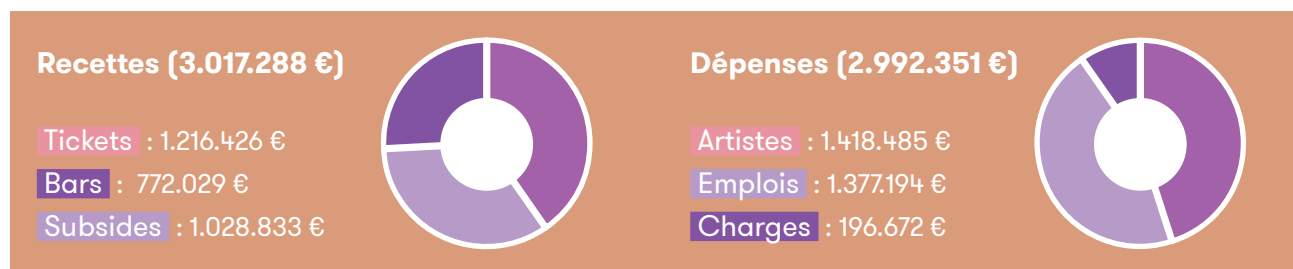 Recettes (3.017.288 €)
Tickets : 1.216.426 €
Bars : 772.029 €
Subsides : 1.028.833 €
Dépenses (2.992.351 €)
Artistes : 1.418.485 €
Emplois : 1.377.194 €
Charges : 196.672 €